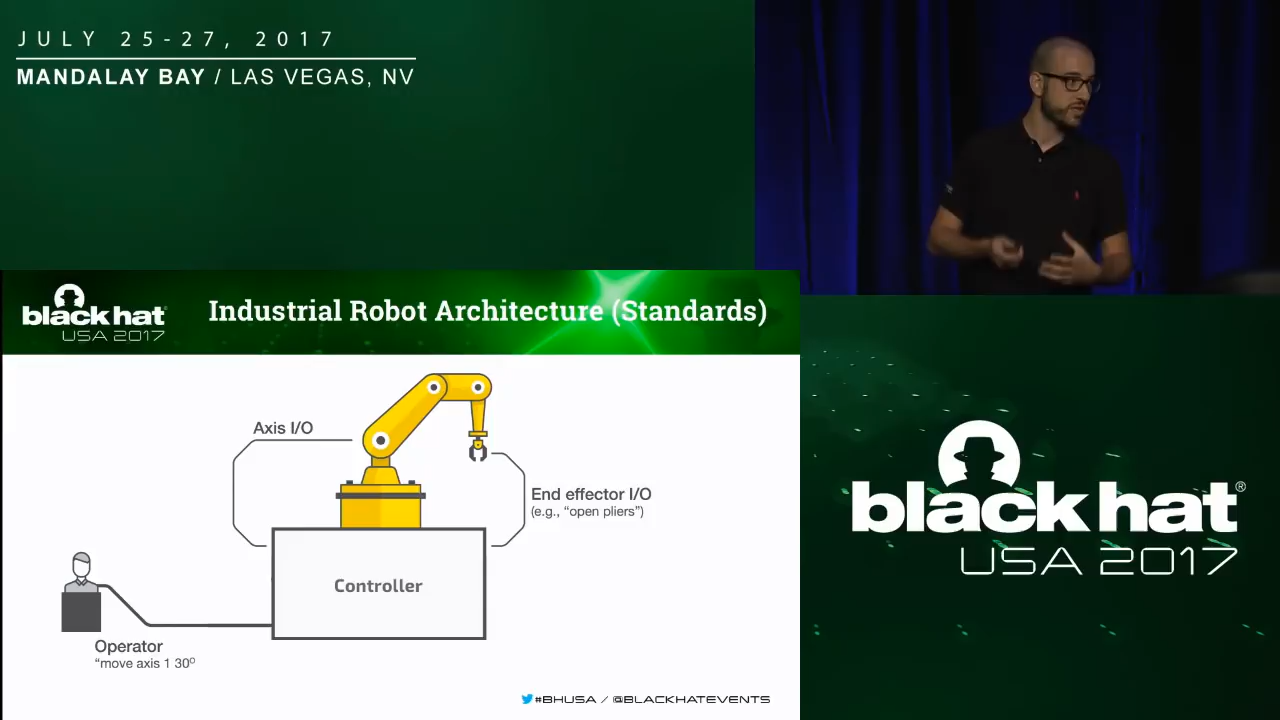 JULY 25-27, 2017
MANDALAY BAY / LAS VEGAS, NV
black hat
USA 2017
Industrial Robot Architecture (Standards)
Axis I/O
End effector I/O
(e.g., “open pliers”)
Controller
Operator
“move axis 1 30º
#BHUSA / @BLACKHATEVENTS
black hat®
USA 2017